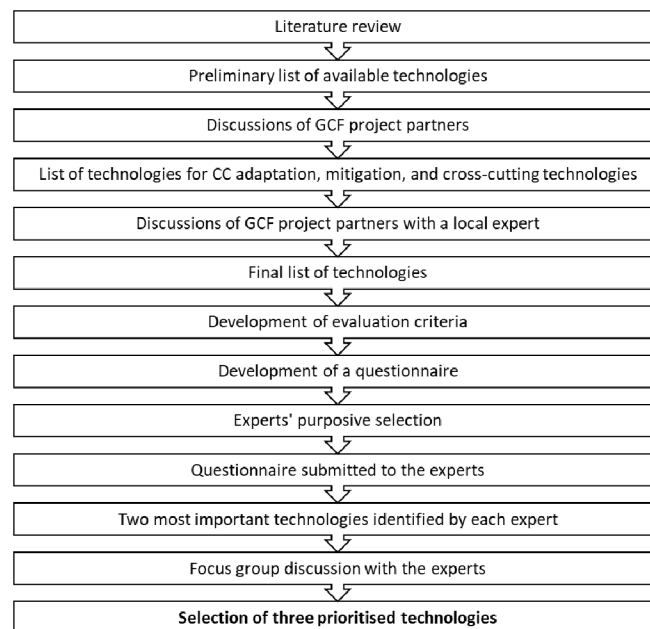 Literature review
Preliminary list of available technologies
Discussions of GCF project partners
List of technologies for CC adaptation, mitigation, and cross-cutting technologies
Discussions of GCF project partners with a local expert
Final list of technologies
Development of evaluation criteria
Development of a questionnaire
Experts' purposive selection
Questionnaire submitted to the experts
Two most important technologies identified by each expert
Focus group discussion with the experts
Selection of three prioritised technologies